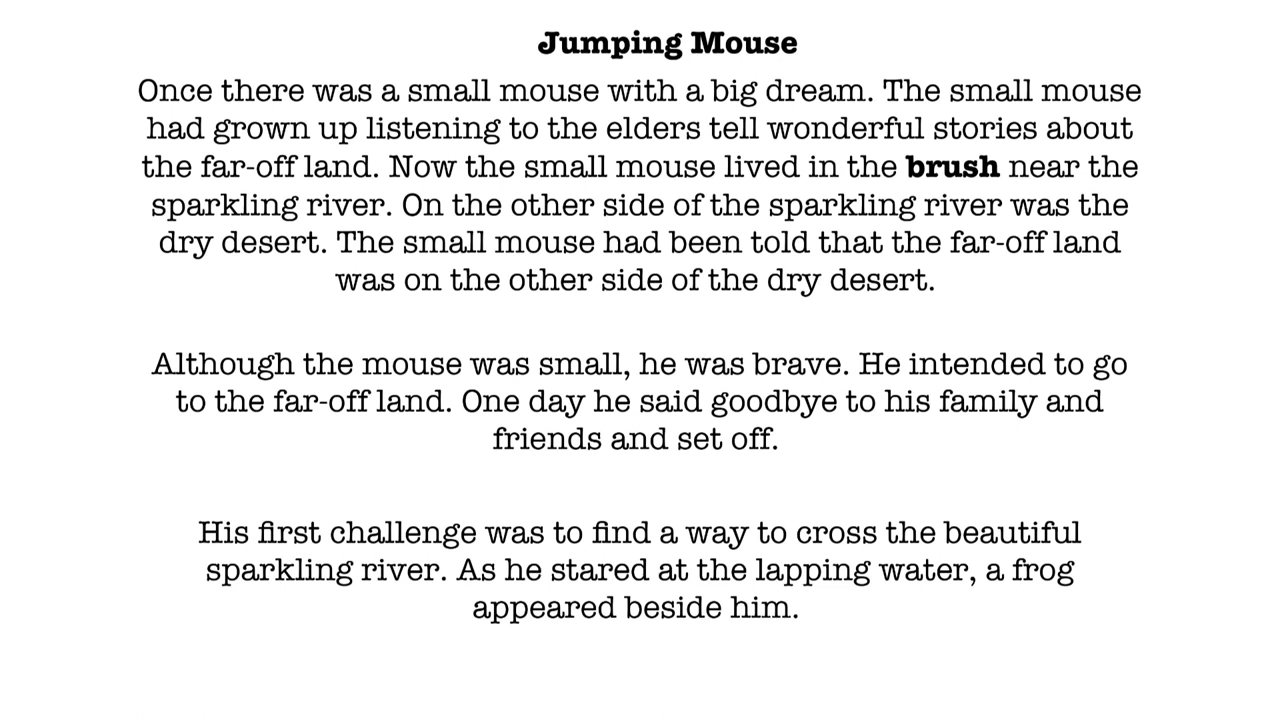 Jumping Mouse
Once there was a small mouse with a big dream. The small mouse
had grown up listening to the elders tell wonderful stories about
the far-off land. Now the small mouse lived in the brush near the
sparkling river. On the other side of the sparkling river was the
dry desert. The small mouse had been told that the far-off land
was on the other side of the dry desert.
Although the mouse was small, he was brave. He intended to go
to the far-off land. One day he said goodbye to his family and
friends and set off.
His first challenge was to find a way to cross the beautiful
sparkling river. As he stared at the lapping water, a frog
appeared beside him.